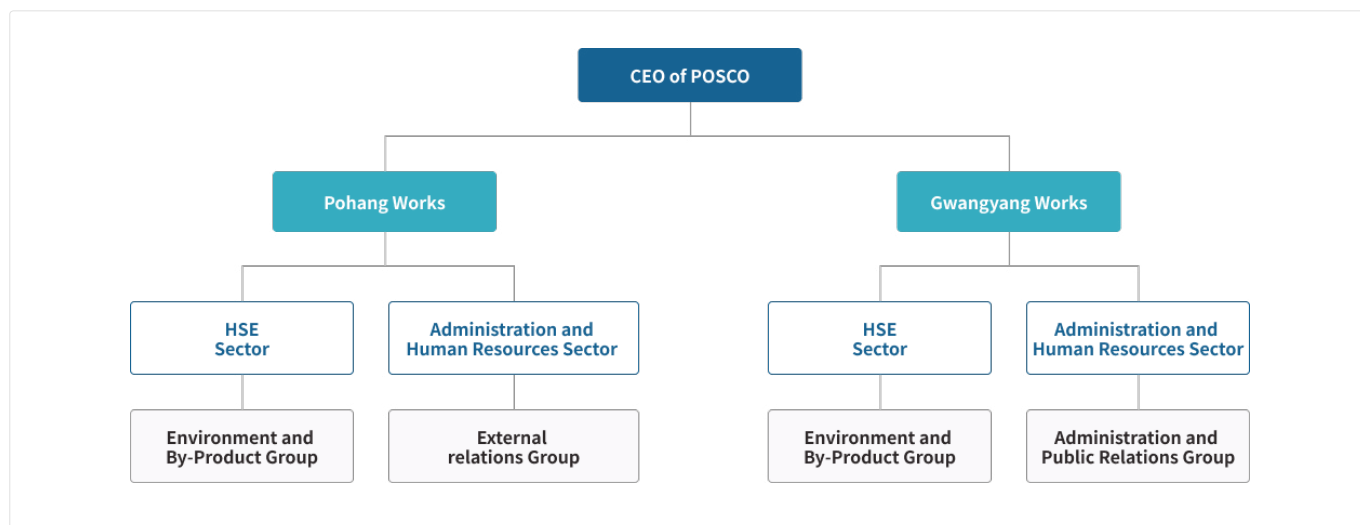 CEO of POSCO
Pohang Works
Gwangyang Works
HSE
Sector
Administration and
Human Resources Sector
HSE
Sector
Administration and
Human Resources Sector
Environment and
By-Product Group
External
relations Group
Environment and
By-Product Group
Administration and
Public Relations Group